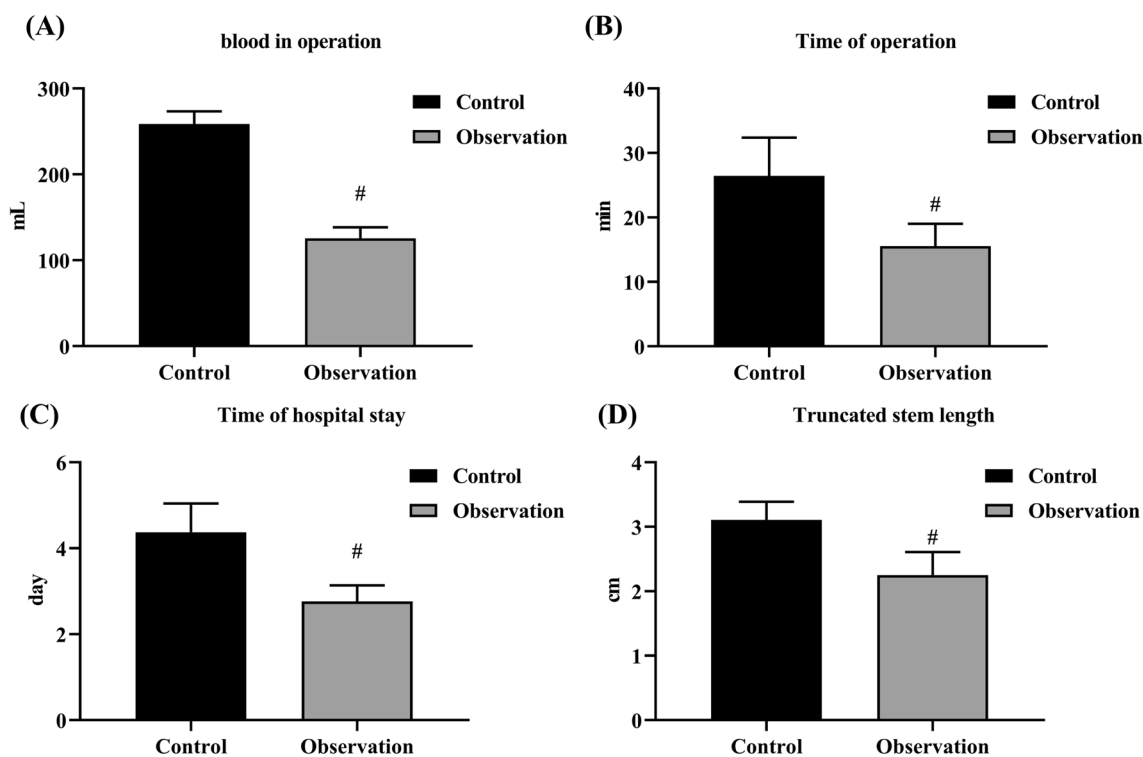 (A)
blood in operation
300
200
100
0
mL
#
Control
Observation
Control
Observation
(B)
Time of operation
40
30
20
10
0
min
#
Control
Observation
Control
Observation
(C)
Time of hospital stay
6
4
2
0
day
#
Control
Observation
Control
Observation
(D)
Truncated stem length
4
3
2
1
0
cm
#
Control
Observation
Control
Observation